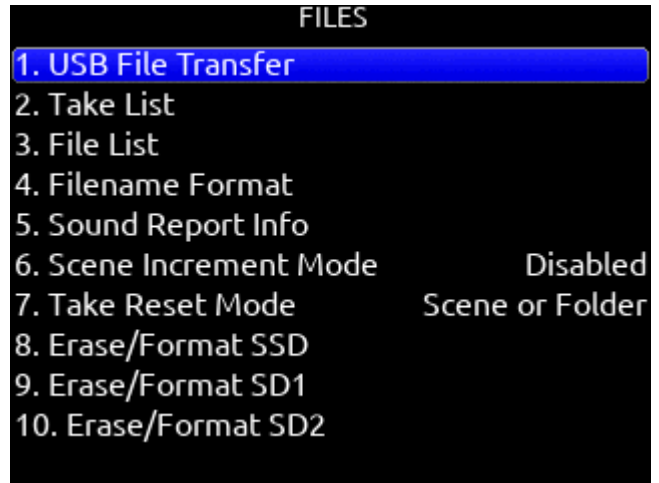 FILES
1. USB File Transfer
2. Take List
3. File List
4. Filename Format
5. Sound Report Info
6. Scene Increment Mode Disabled
7. Take Reset Mode Scene or Folder
8. Erase/Format SSD
9. Erase/Format SD1
10. Erase/Format SD2